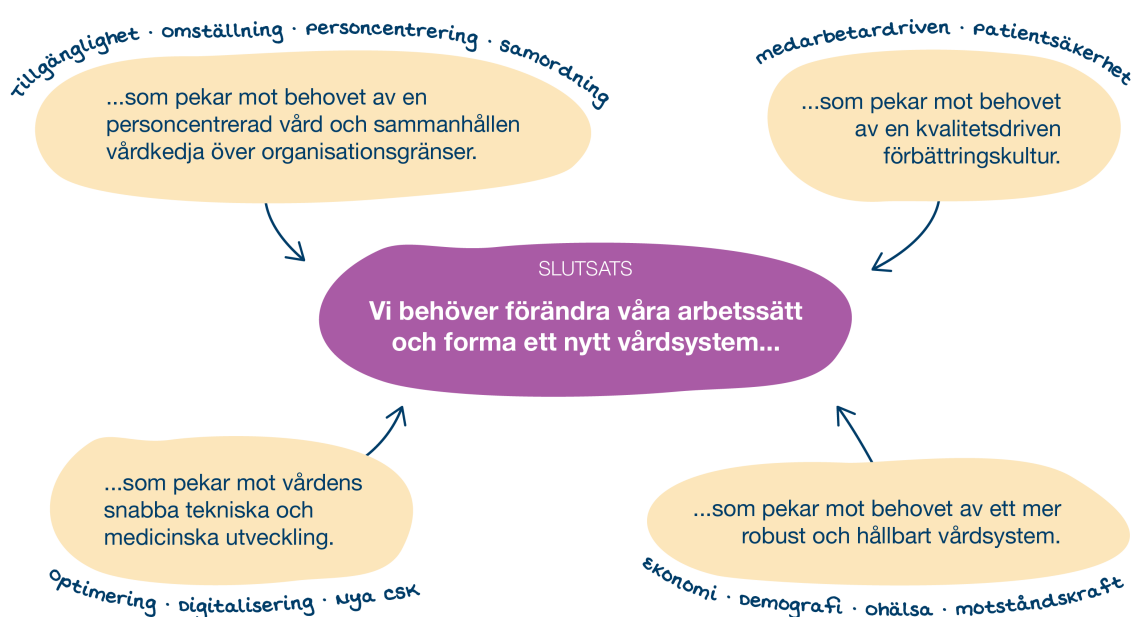 Tillgänglighet · Omställning · Personcentrering · Samordning
...som pekar mot behovet av en
personcentrerad vård och sammanhållen
vårdkedja över organisationsgränser.
Medarbetardriven · Patientsäkerhet
...som pekar mot behovet
av en kvalitetsdriven
förbättringskultur.
SLUTSATS
Vi behöver förändra våra arbetssätt
och forma ett nytt vårdsystem...
...som pekar mot vårdens
snabba tekniska och
medicinska utveckling.
Optimering · Digitalisering · Nya CSK
...som pekar mot behovet av ett mer
robust och hållbart vårdsystem.
Ekonomi · Demografi · Ohälsa · Motståndskraft